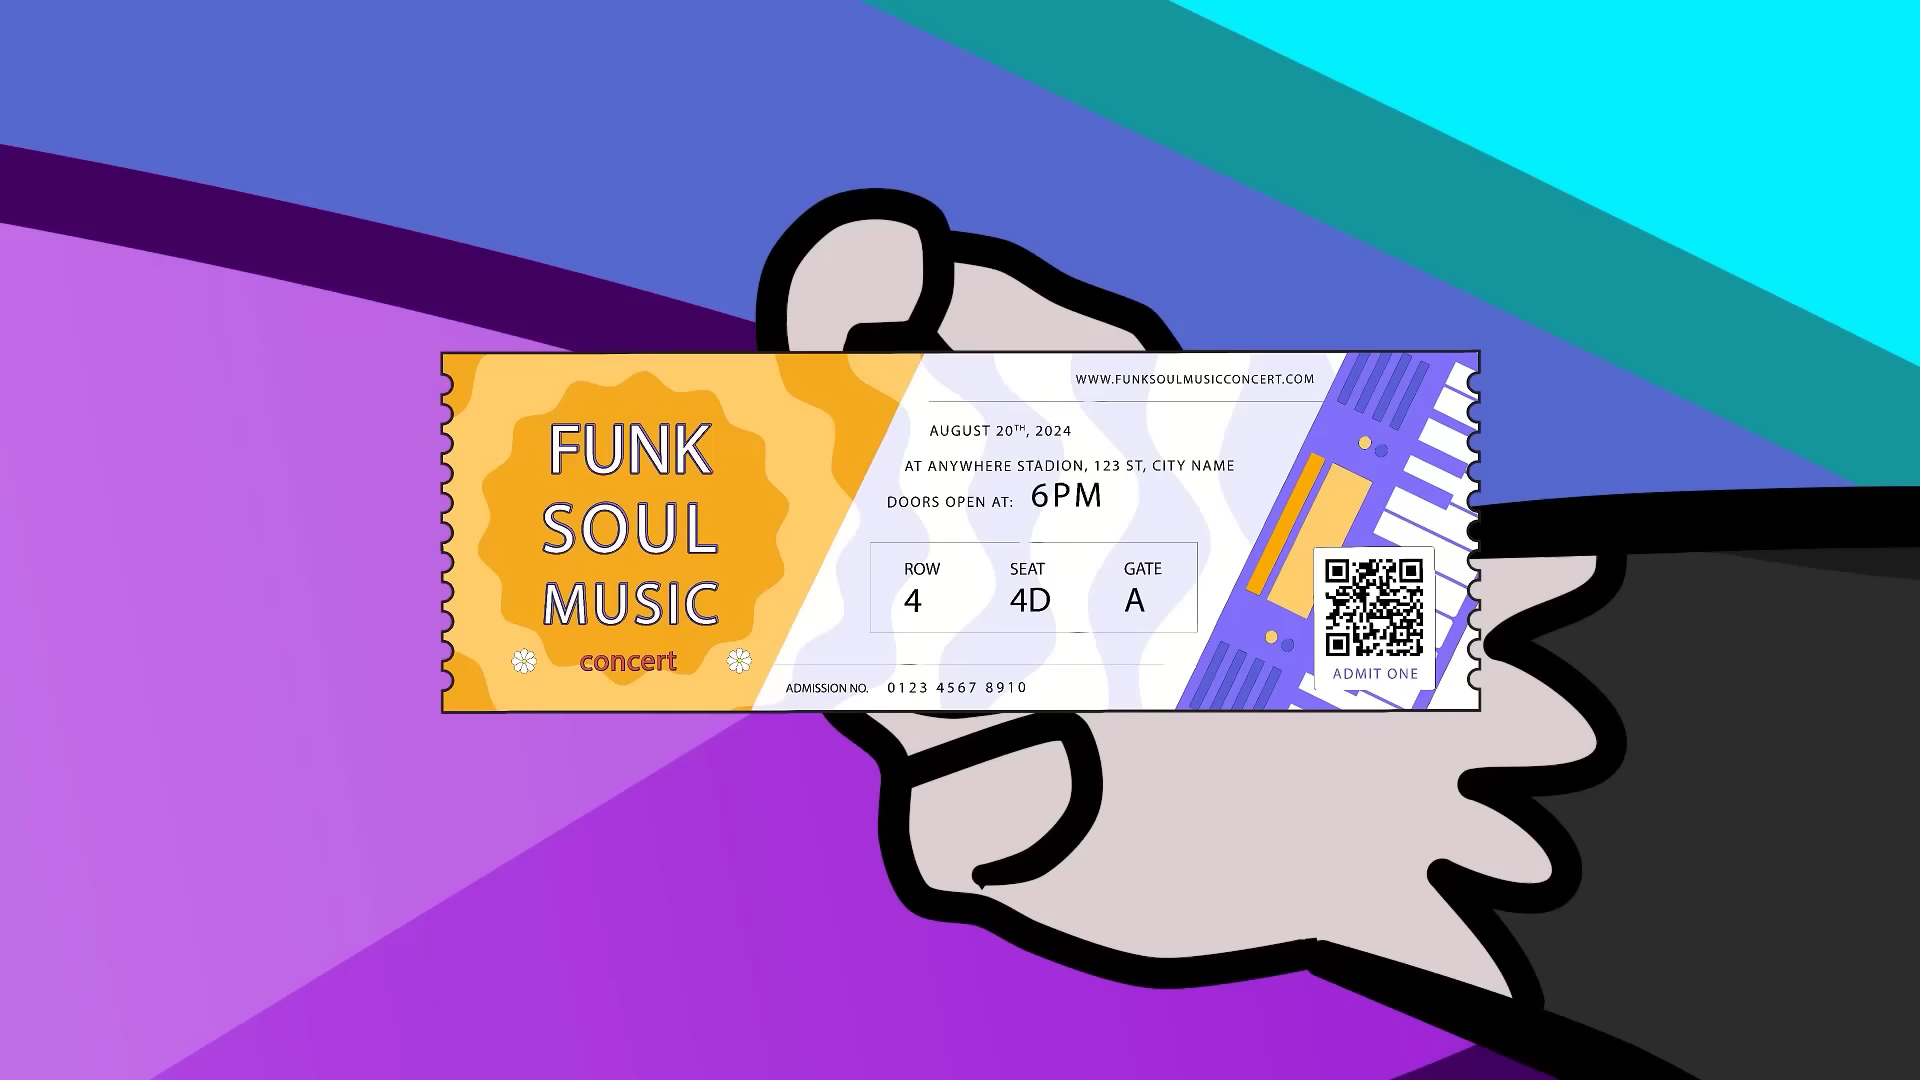 FUNK
SOUL
MUSIC
concert
WWW.FUNKSOULMUSICCONCERT.COM
AUGUST 20TH, 2024
AT ANYWHERE STADION, 123 ST, CITY NAME
DOORS OPEN AT: 6PM
ROW SEAT GATE
4 4D A
ADMISSION NO. 0123 4567 8910
ADMIT ONE